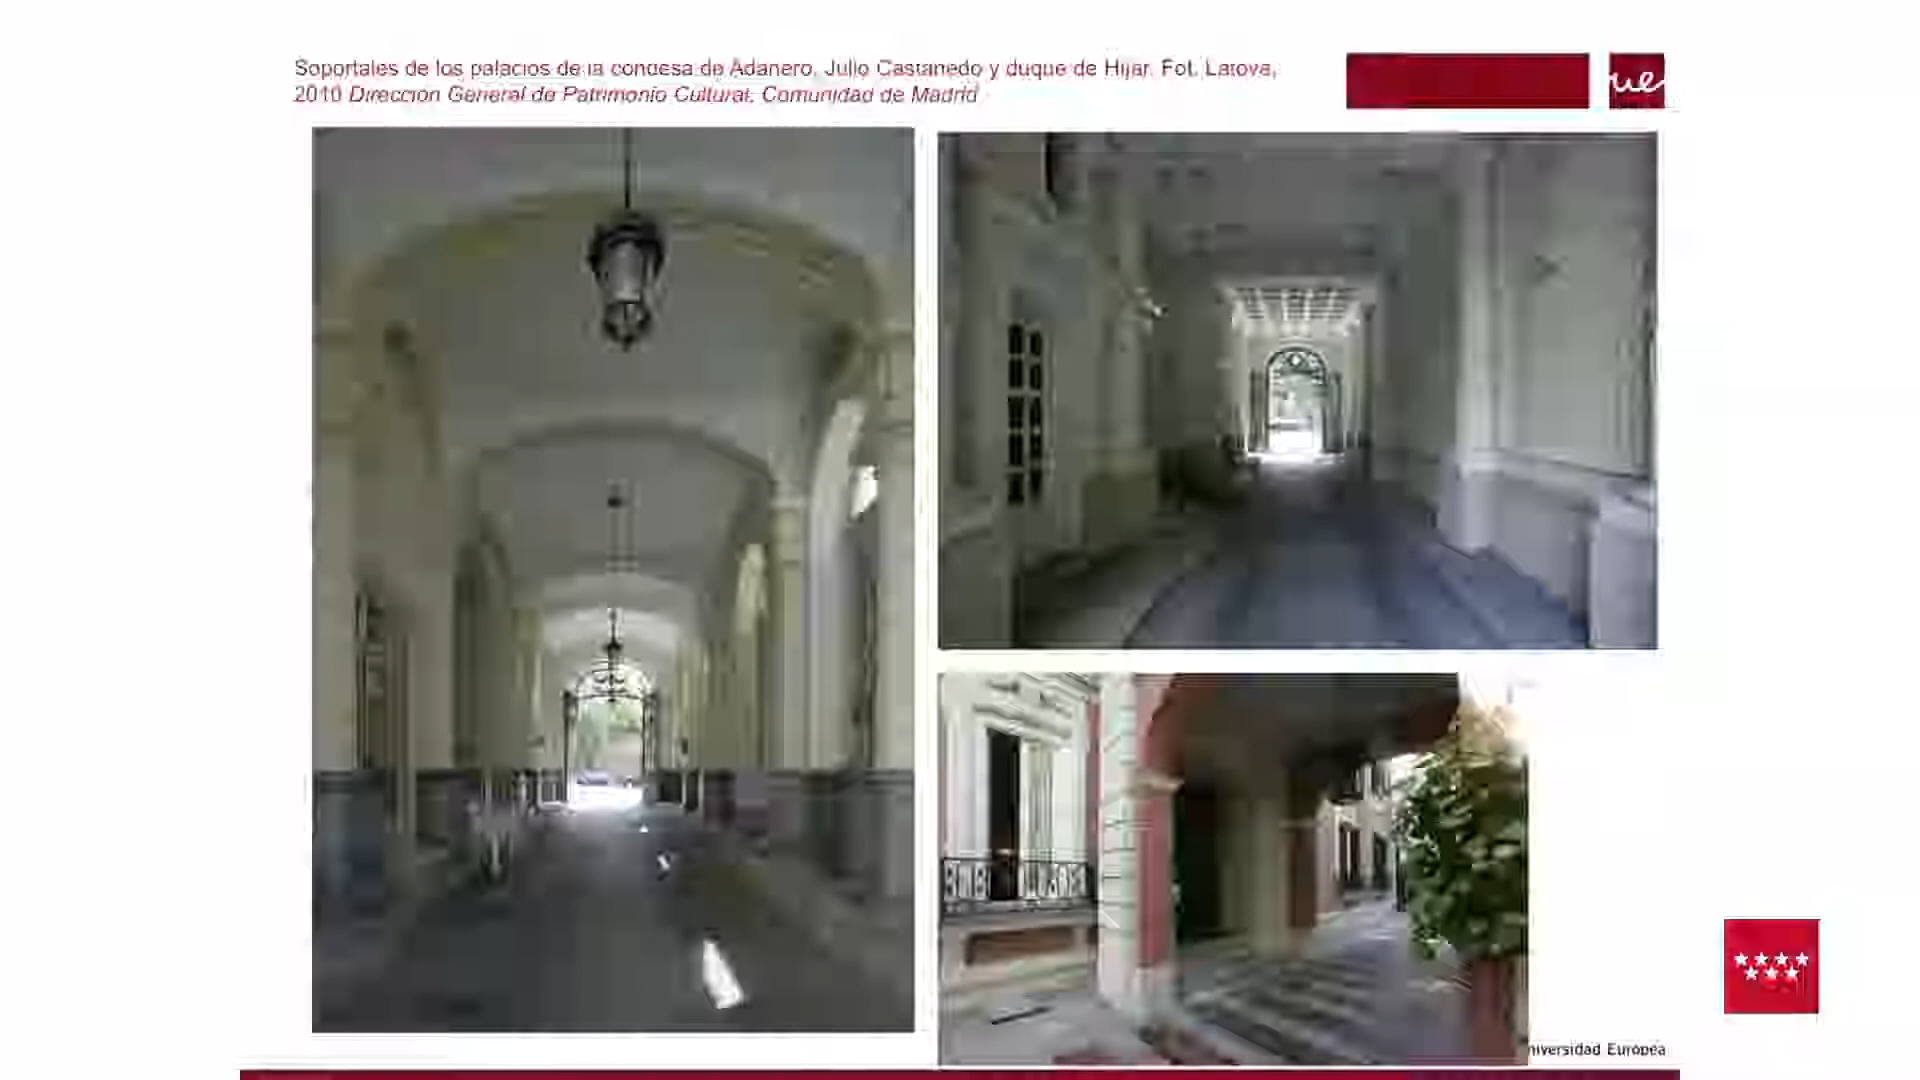 Soportales de los palacios de la condesa de Adanero, Julio Castanedo y duque de Hijar. Fot. Latova,
2010 Dirección General de Patrimonio Cultural. Comunidad de Madrid
ue
niversidad Europea